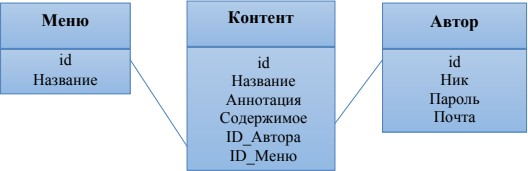 Меню
id
Название
Контент
id
Название
Аннотация
Содержимое
ID_Автора
ID_Меню
Автор
id
Ник
Пароль
Почта